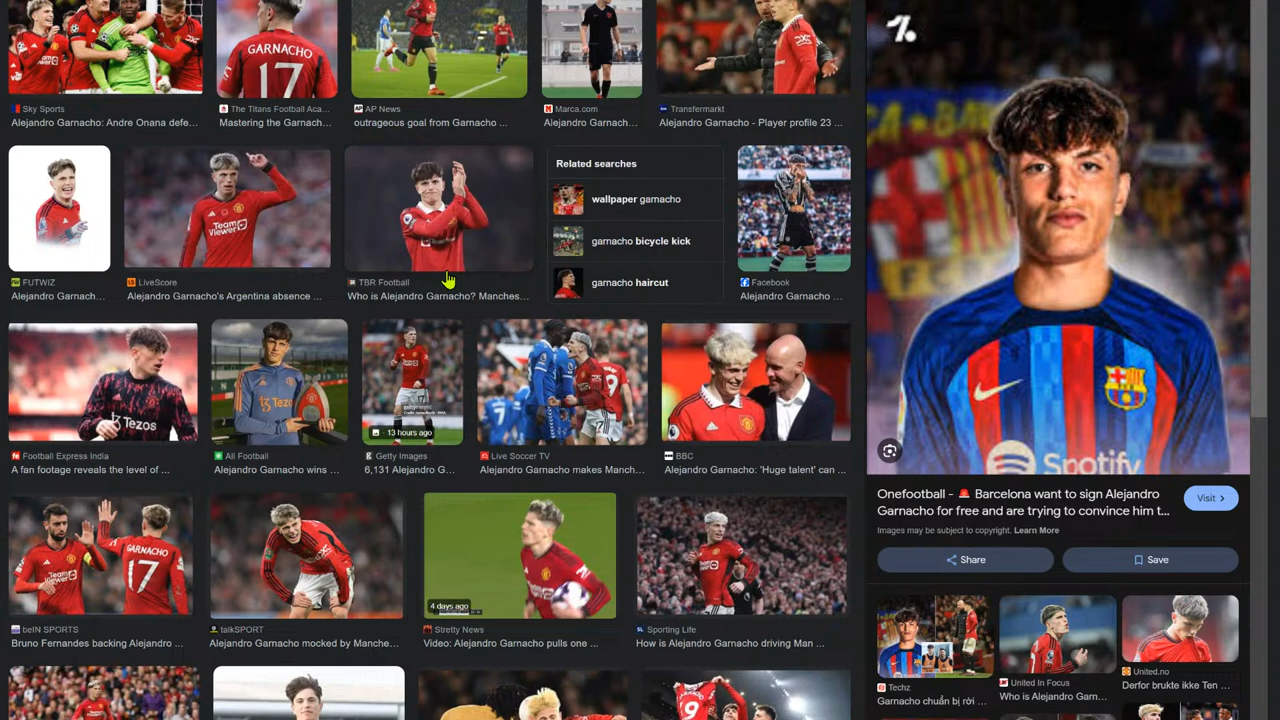 GARNACHO
17
Sky Sports
Alejandro Garnacho: Andre Onana defe...
The Titans Football Aca...
Mastering the Garnach...
AP News
outrageous goal from Garnacho ...
Marca.com
Alejandro Garnach...
Transfermarkt
Alejandro Garnacho - Player profile 23 ...
Team
Viewer
FUTWIZ
Alejandro Garnach...
LiveScore
Alejandro Garnacho's Argentina absence ...
TBR Football
Who is Alejandro Garnacho? Manches...
Related searches
wallpaper garnacho
garnacho bicycle kick
garnacho haircut
Facebook
Alejandro Garnacho ...
TEZOS
Football Express India
A fan footage reveals the level of ...
Tezo
All Football
Alejandro Garnacho wins ...
13 hours ago
Getty Images
6,131 Alejandro G...
Live Soccer TV
Alejandro Garnacho makes Manch...
BBC
Alejandro Garnacho: 'Huge talent' can ...
GARNACHO
17
beIN SPORTS
Bruno Fernandes backing Alejandro ...
talkSPORT
Alejandro Garnacho mocked by Manche...
4 days ago
Stretty News
Video: Alejandro Garnacho pulls one ...
Sporting Life
How is Alejandro Garnacho driving Man ...
Spotify
Onefootball - 🚨 Barcelona want to sign Alejandro
Garnacho for free and are trying to convince him t...
Visit
Images may be subject to copyright. Learn More
Share
Save
Techz
Garnacho chuẩn bị rời ...
United In Focus
Who is Alejandro Garn...
United.no
Derfor brukte ikke Ten ...